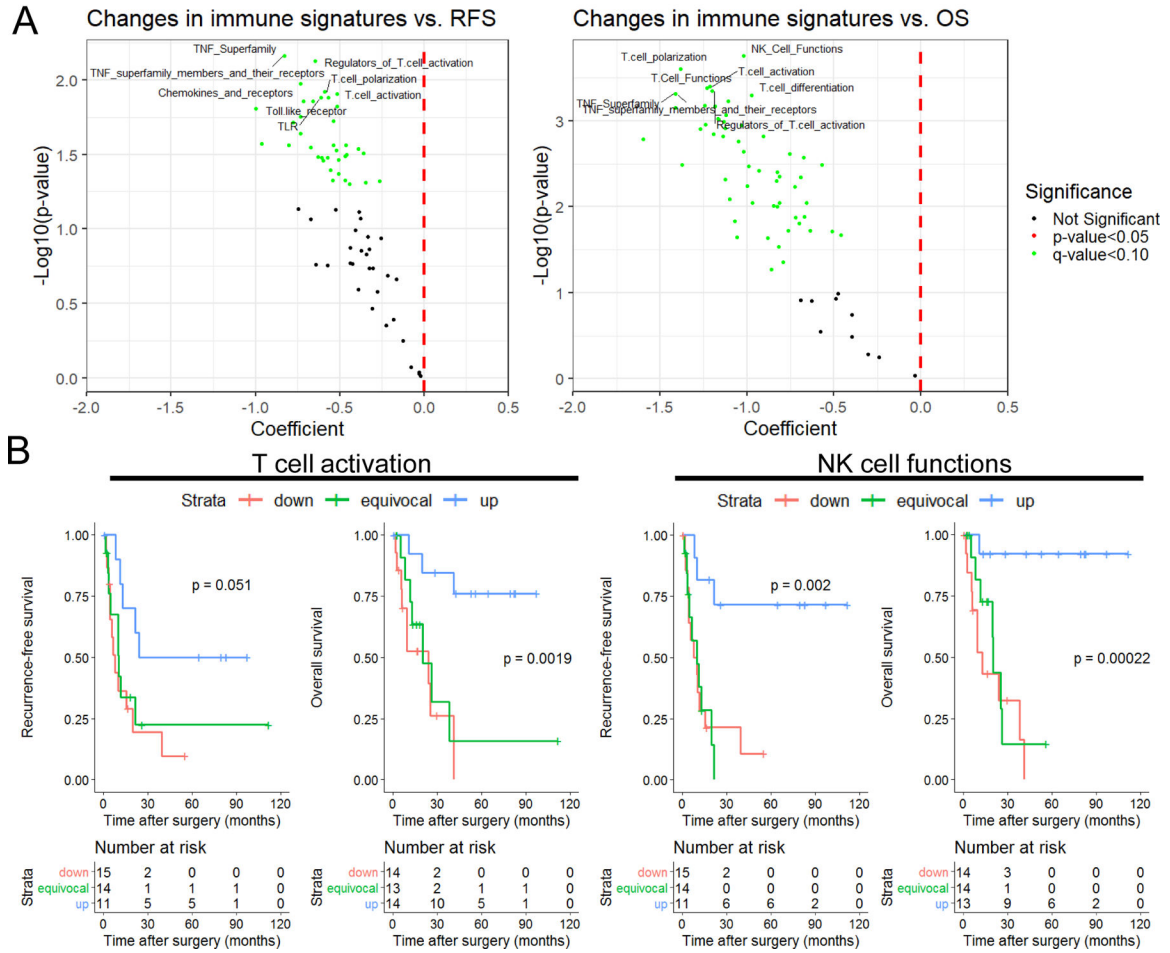 A
Changes in immune signatures vs. RFS
TNF_Superfamily
Regulators_of_T.cell_activation
TNF_superfamily_members_and_their_receptors
T.cell_polarization
Chemokines_and_receptors
T.cell_activation
Toll.like_receptor
TLR
-Log10(p-value)
2.0
1.5
1.0
0.5
0.0
-2.0 -1.5 -1.0 -0.5 0.0 0.5
Coefficient
Changes in immune signatures vs. OS
NK_Cell_Functions
T.cell_polarization
T.cell_activation
T.Cell_Functions
T.cell_differentiation
TNF_Superfamily
TNF_superfamily_members_and_their_receptors
Regulators_of_T.cell_activation
-Log10(p-value)
3
2
1
0
-2.0 -1.5 -1.0 -0.5 0.0 0.5
Coefficient
Significance
Not Significant
p-value<0.05
q-value<0.10
B
T cell activation
Strata down equivocal up
Recurrence-free survival
1.00
0.75
0.50
0.25
0.00
p = 0.051
0 30 60 90 120
Time after surgery (months)
Number at risk
Strata
down 15 2 0 0 0
equivocal 14 1 1 1 0
up 11 5 5 1 0
0 30 60 90 120
Time after surgery (months)
Overall survival
1.00
0.75
0.50
0.25
0.00
p = 0.0019
0 30 60 90 120
Time after surgery (months)
Number at risk
Strata
down 14 2 0 0 0
equivocal 13 2 1 1 0
up 14 10 5 1 0
0 30 60 90 120
Time after surgery (months)
NK cell functions
Strata down equivocal up
Recurrence-free survival
1.00
0.75
0.50
0.25
0.00
p = 0.002
0 30 60 90 120
Time after surgery (months)
Number at risk
Strata
down 15 2 0 0 0
equivocal 14 0 0 0 0
up 11 6 6 2 0
0 30 60 90 120
Time after surgery (months)
Overall survival
1.00
0.75
0.50
0.25
0.00
p = 0.00022
0 30 60 90 120
Time after surgery (months)
Number at risk
Strata
down 14 3 0 0 0
equivocal 14 1 0 0 0
up 13 9 6 2 0
0 30 60 90 120
Time after surgery (months)